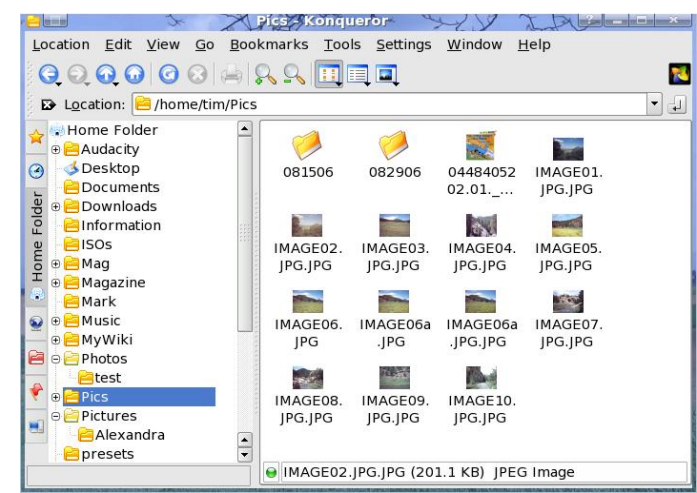 Pics - Konqueror
Location Edit View Go Bookmarks Tools Settings Window Help
Location: /home/tim/Pics
Home Folder
Home Folder
Audacity
Desktop
Documents
Downloads
Information
ISOs
Mag
Magazine
Mark
Music
MyWiki
Photos
test
Pics
Pictures
Alexandra
presets
081506
082906
04484052
02.01._...
IMAGE01.
JPG.JPG
IMAGE02.
JPG.JPG
IMAGE03.
JPG.JPG
IMAGE04.
JPG.JPG
IMAGE05.
JPG.JPG
IMAGE06.
JPG
IMAGE06a
.JPG
IMAGE06a
.JPG.JPG
IMAGE07.
JPG.JPG
IMAGE08.
JPG.JPG
IMAGE09.
JPG.JPG
IMAGE10.
JPG.JPG
IMAGE02.JPG.JPG (201.1 KB) JPEG Image